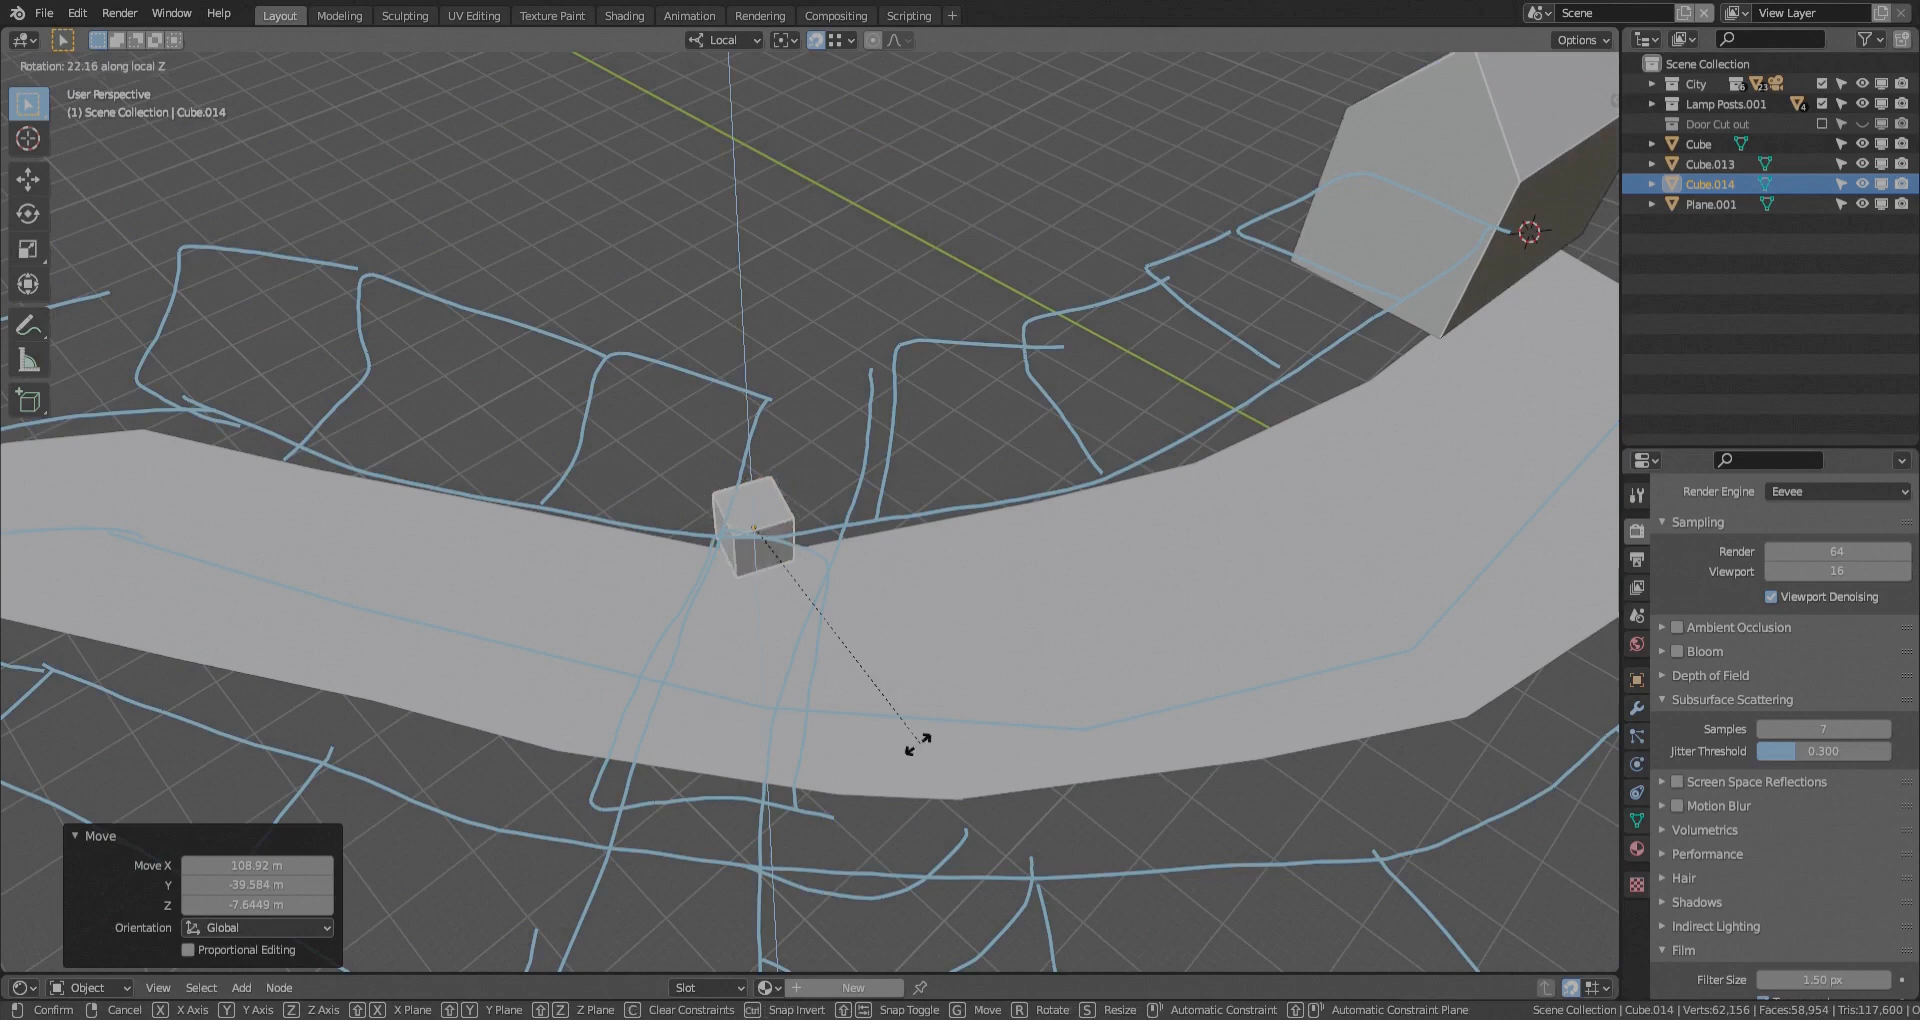 File Edit Render Window Help Layout Modeling Sculpting UV Editing Texture Paint Shading Animation Rendering Compositing Scripting + Scene View Layer
Local Options
Rotation: 22.16 along local Z
User Perspective
(1) Scene Collection | Cube.014
Scene Collection
City 6 23
Lamp Posts.001 4
Door Cut out
Cube
Cube.013
Cube.014
Plane.001
Render Engine Eevee
Sampling
Render 64
Viewport 16
Viewport Denoising
Ambient Occlusion
Bloom
Depth of Field
Subsurface Scattering
Samples 7
Jitter Threshold 0.300
Screen Space Reflections
Motion Blur
Volumetrics
Performance
Hair
Shadows
Indirect Lighting
Film
Filter Size 1.50 px
Move
Move X 108.92 m
Y -39.584 m
Z -7.6449 m
Orientation Global
Proportional Editing
Object View Select Add Node Slot New
Confirm Cancel X X Axis Y Y Axis Z Z Axis X X Plane Y Y Plane Z Z Plane C Clear Constraints Ctrl Snap Invert Snap Toggle G Move R Rotate S Resize Automatic Constraint Automatic Constraint Plane Scene Collection | Cube.014 | Verts:62,156 | Faces:58,954 | Tris:117,600 | O